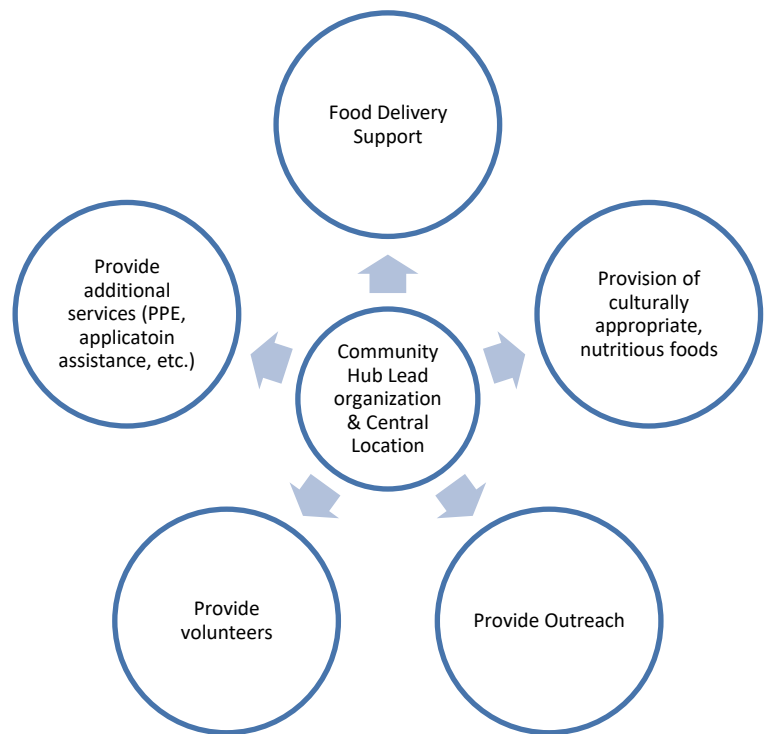 Food Delivery
Support
Provide
additional
services (PPE,
applicatoin
assistance, etc.)
Provision of
culturally
appropriate,
nutritious foods
Community
Hub Lead
organization
& Central
Location
Provide
volunteers
Provide Outreach